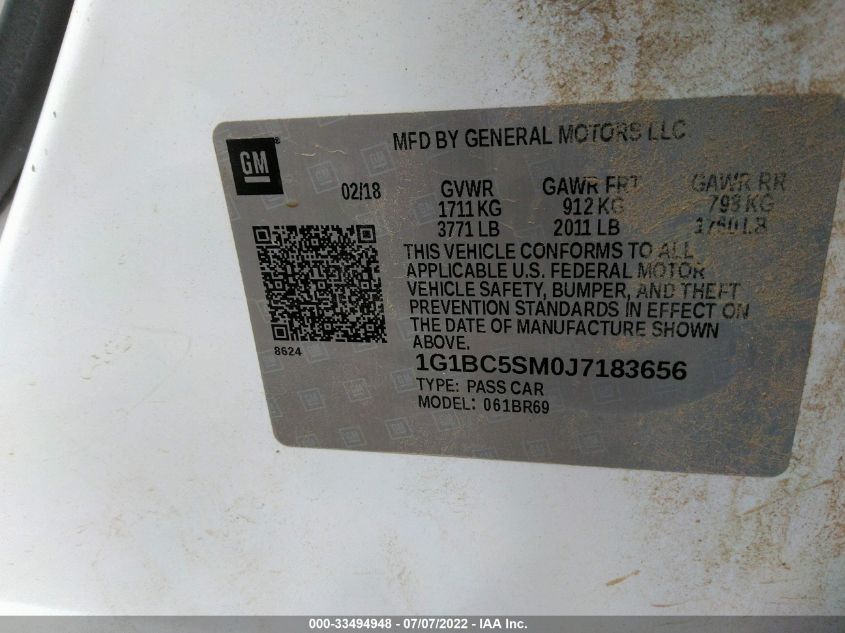 MFD BY GENERAL MOTORS LLC
GM
02/18 GVWR GAWR FRT GAWR RR
1711 KG 912 KG 793 KG
3771 LB 2011 LB LB
THIS VEHICLE CONFORMS TO ALL
APPLICABLE U.S. FEDERAL MOTOR
VEHICLE SAFETY, BUMPER, AND THEFT
PREVENTION STANDARDS IN EFFECT ON
THE DATE OF MANUFACTURE SHOWN
ABOVE.
8624
1G1BC5SM0J7183656
TYPE: PASS CAR
MODEL: 061BR69
000-33494948 - 07/07/2022 - IAA Inc.